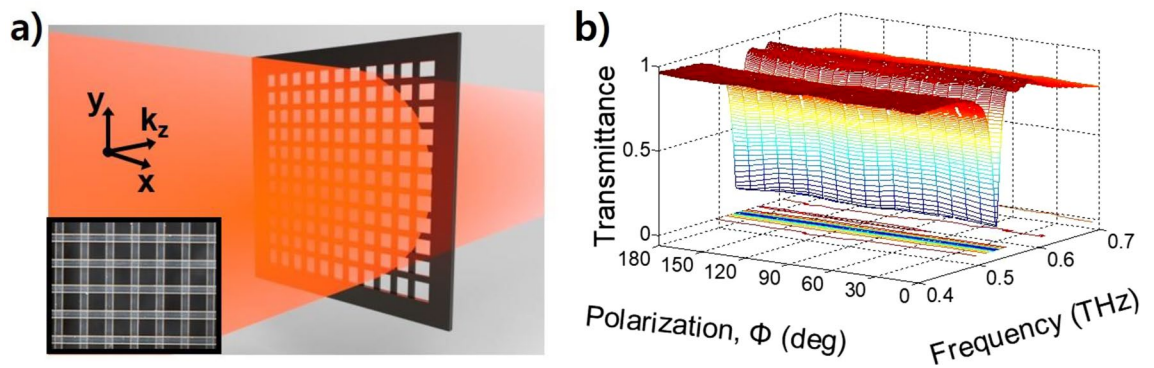 a)
y
kz
x
b)
Transmittance
1
0.5
0
180
150
120
90
60
30
0
0.4
0.5
0.6
0.7
Polarization, Φ (deg)
Frequency (THz)